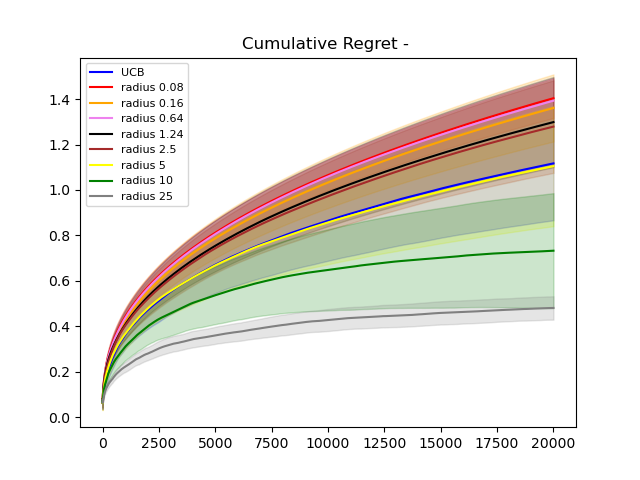 Cumulative Regret -
1.4
1.2
1.0
0.8
0.6
0.4
0.2
0.0
UCB
radius 0.08
radius 0.16
radius 0.64
radius 1.24
radius 2.5
radius 5
radius 10
radius 25
0 2500 5000 7500 10000 12500 15000 17500 20000